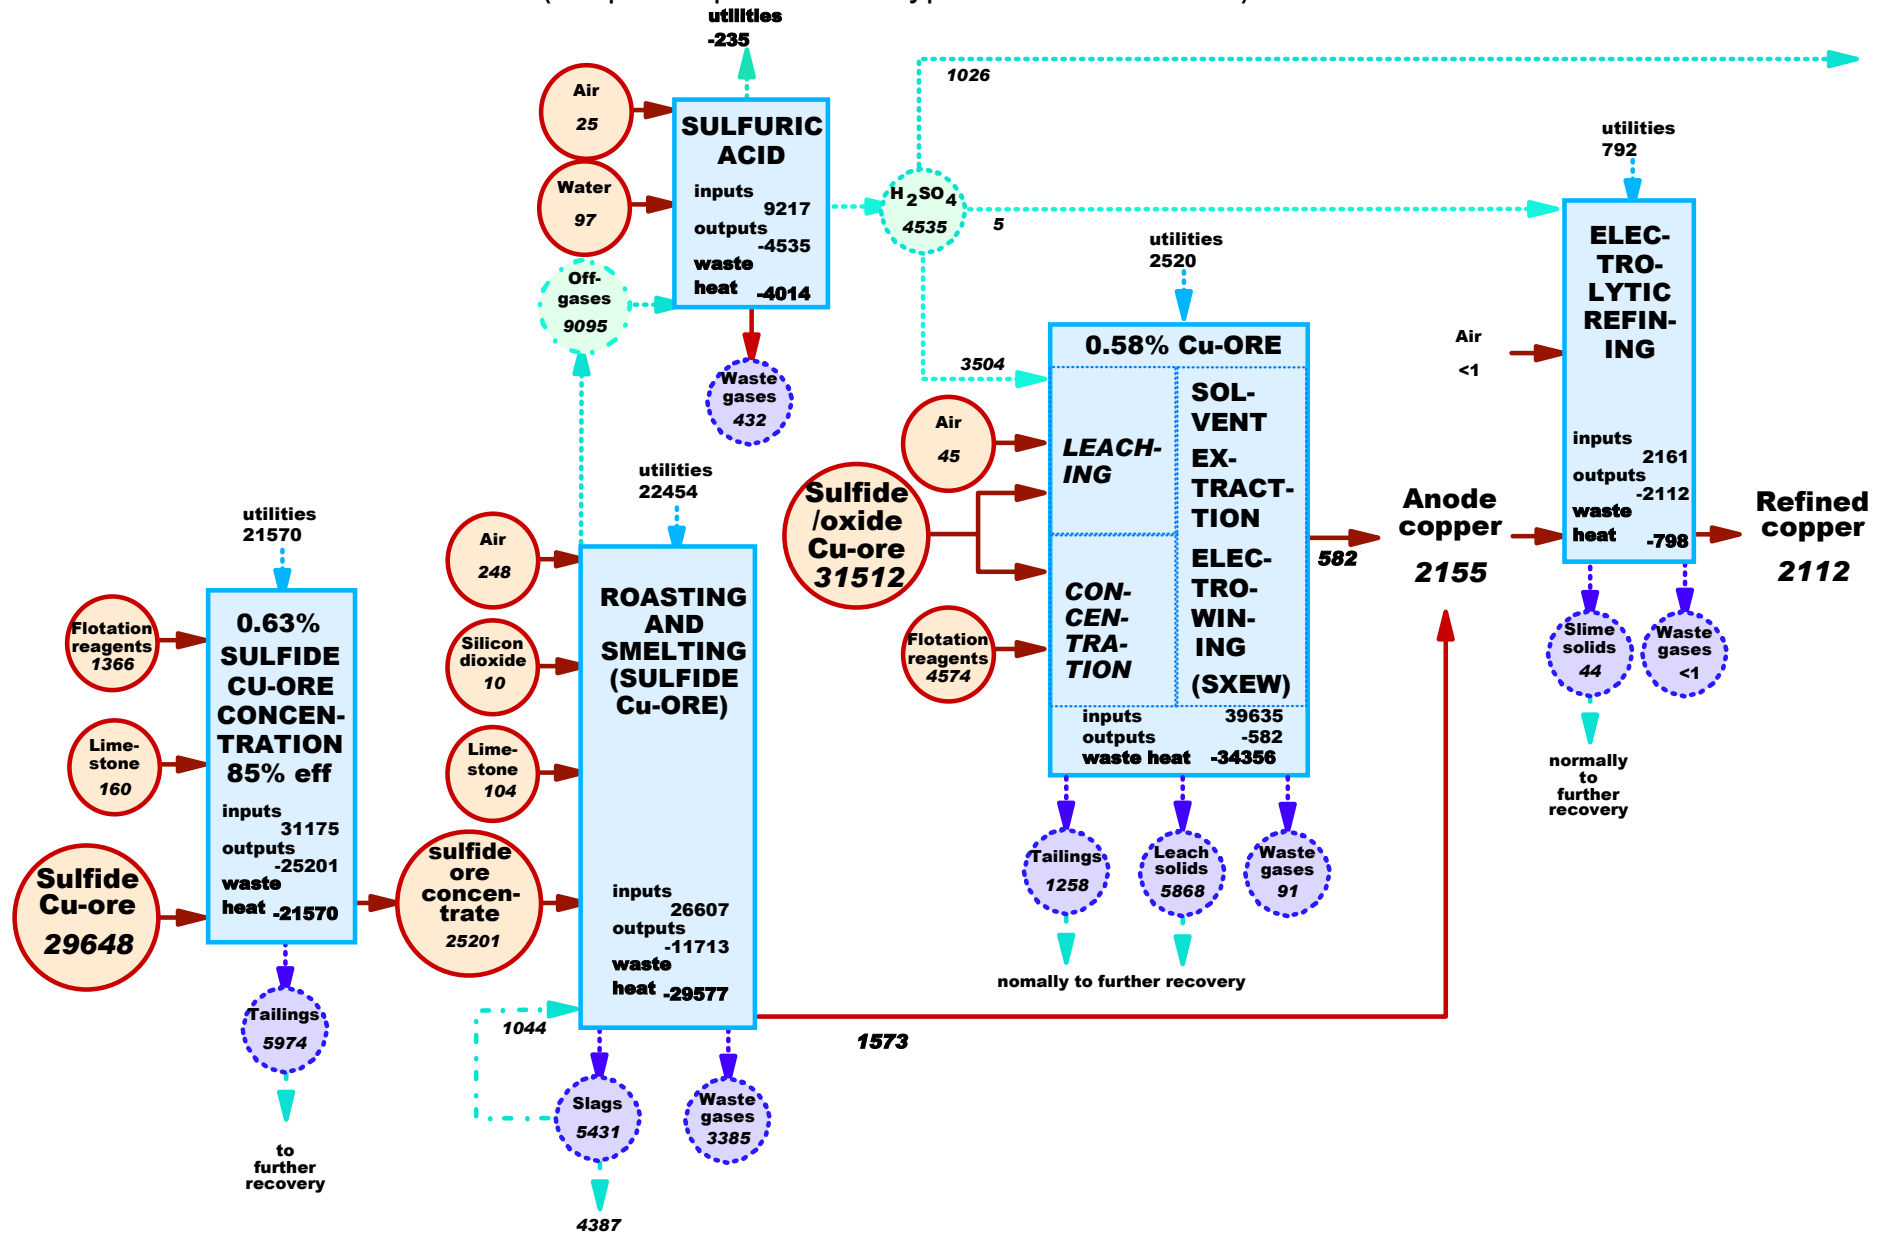 utilities
-235
1026
Air
25
SULFURIC
ACID
inputs
9217
outputs
-4535
waste
heat -4014
Water
97
Off-
gases
9095
H2SO4
4535
5
3504
Waste
gases
432
utilities
792
ELEC-
TRO-
LYTIC
REFIN-
ING
inputs
2161
outputs
-2112
waste
heat -798
Air
<1
utilities
2520
0.58% Cu-ORE
LEACH-
ING
CON-
CEN-
TRA-
TION
SOL-
VENT
EX-
TRACT-
TION
ELEC-
TRO-
WIN-
ING
(SXEW)
inputs 39635
outputs -582
waste heat -34356
Air
45
Sulfide
/oxide
Cu-ore
31512
Flotation
reagents
4574
582
Anode
copper
2155
Refined
copper
2112
Slime
solids
44
Waste
gases
<1
normally
to
further
recovery
Tailings
1258
Leach
solids
5868
Waste
gases
91
nomally to further recovery
utilities
22454
Air
248
Silicon
dioxide
10
Lime-
stone
104
sulfide
ore
concen-
trate
25201
ROASTING
AND
SMELTING
(SULFIDE
Cu-ORE)
inputs
26607
outputs
-11713
waste
heat -29577
1044
1573
Slags
5431
Waste
gases
3385
4387
utilities
21570
Flotation
reagents
1366
Lime-
stone
160
Sulfide
Cu-ore
29648
0.63%
SULFIDE
CU-ORE
CONCEN-
TRATION
85% eff
inputs
31175
outputs
-25201
waste
heat -21570
Tailings
5974
to
further
recovery